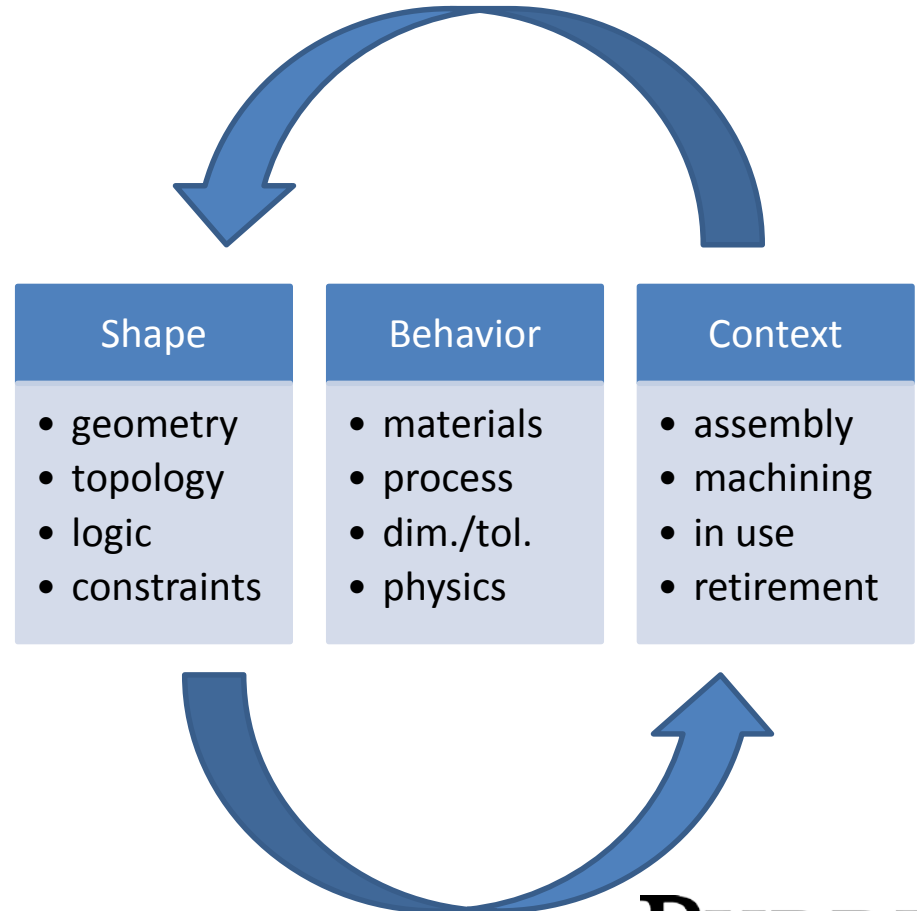 Shape
• geometry
• topology
• logic
• constraints
Behavior
• materials
• process
• dim./tol.
• physics
Context
• assembly
• machining
• in use
• retirement